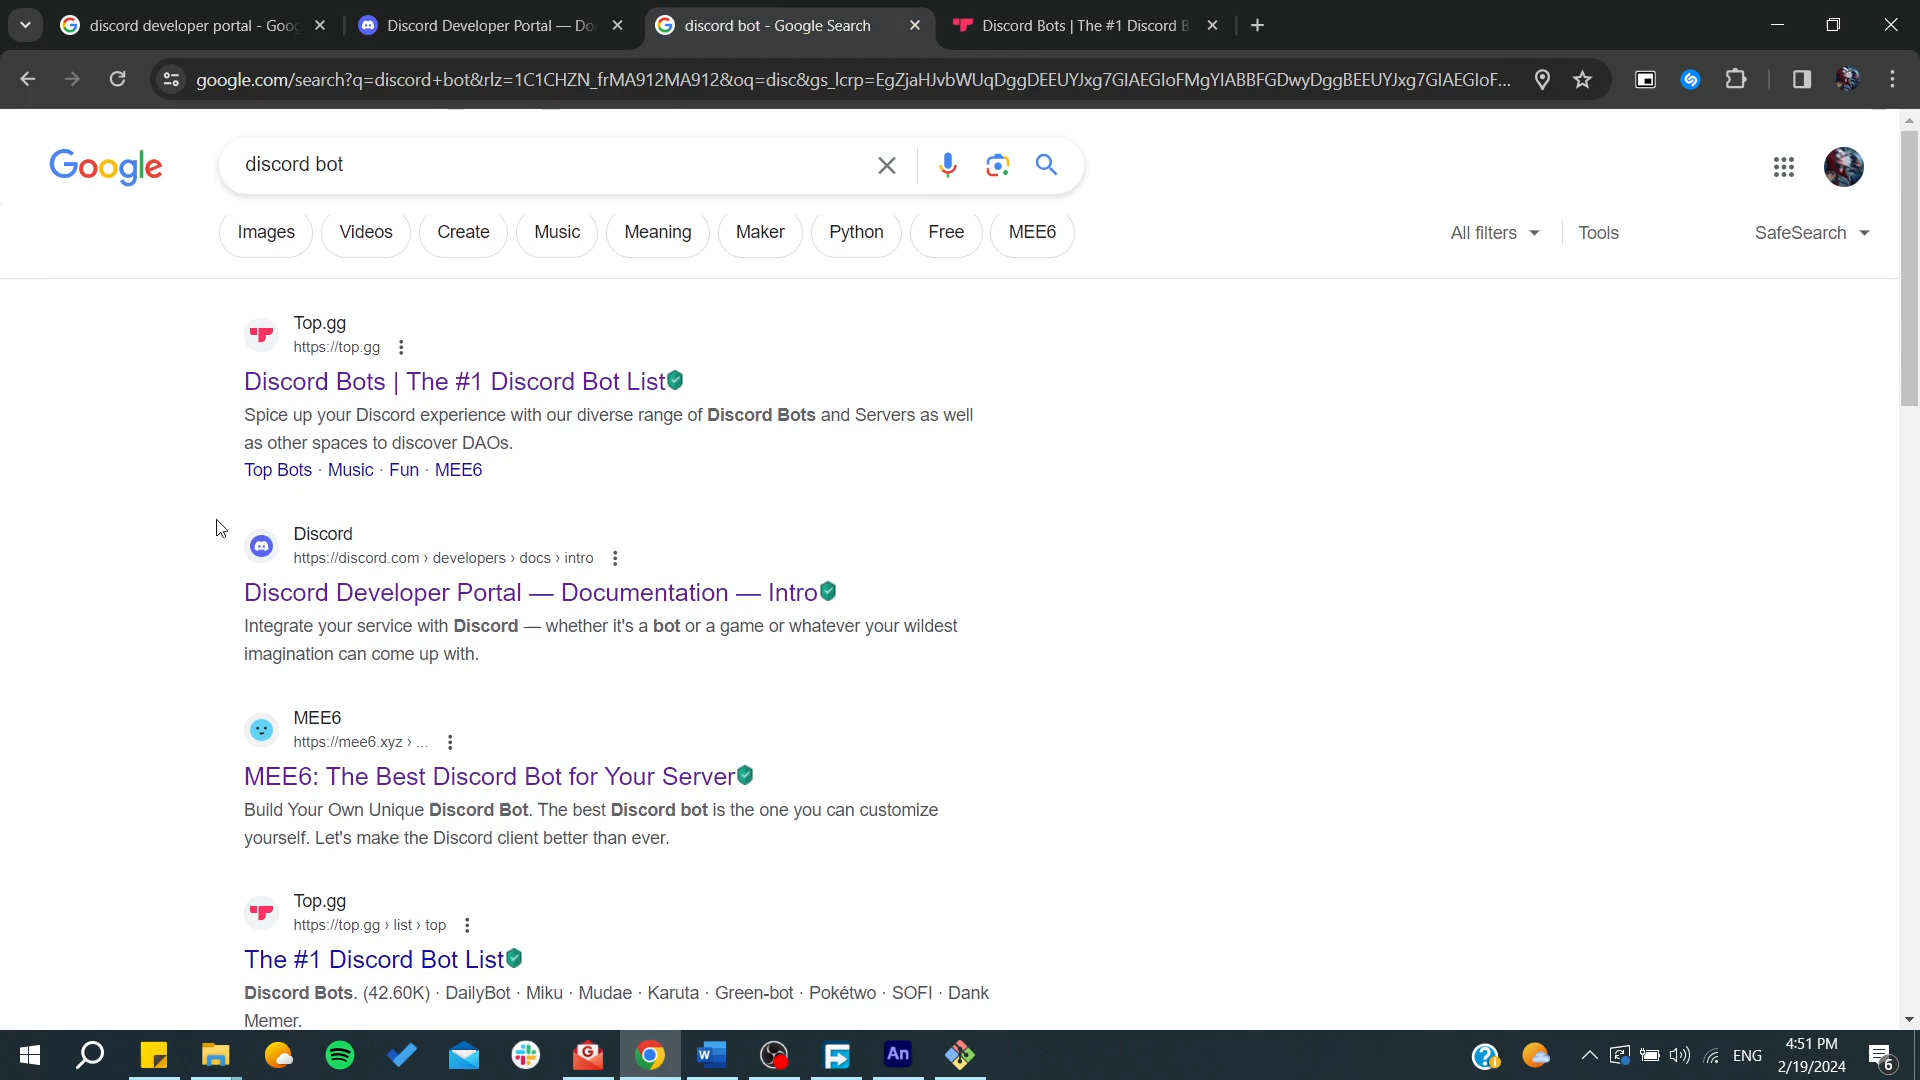 discord developer portal - Goo
Discord Developer Portal — Do
discord bot - Google Search
Discord Bots | The #1 Discord B
google.com/search?q=discord+bot&rlz=1C1CHZN_frMA912MA912&oq=disc&gs_lcrp=EgZjaHJvbWUqDggDEEUYJxg7GIAEGIoFMgYIABBFGDwyDggBEEUYJxg7GIAEGIoF...
Google
discord bot
Images
Videos
Create
Music
Meaning
Maker
Python
Free
MEE6
All filters
Tools
SafeSearch
Top.gg
https://top.gg
Discord Bots | The #1 Discord Bot List
Spice up your Discord experience with our diverse range of Discord Bots and Servers as well
as other spaces to discover DAOs.
Top Bots · Music · Fun · MEE6
Discord
https://discord.com › developers › docs › intro
Discord Developer Portal — Documentation — Intro
Integrate your service with Discord — whether it's a bot or a game or whatever your wildest
imagination can come up with.
MEE6
https://mee6.xyz › ...
MEE6: The Best Discord Bot for Your Server
Build Your Own Unique Discord Bot. The best Discord bot is the one you can customize
yourself. Let's make the Discord client better than ever.
Top.gg
https://top.gg › list › top
The #1 Discord Bot List
Discord Bots. (42.60K) · DailyBot · Miku · Mudae · Karuta · Green-bot · Pokétwo · SOFI · Dank
Memer.
An
ENG
4:51 PM
2/19/2024
6